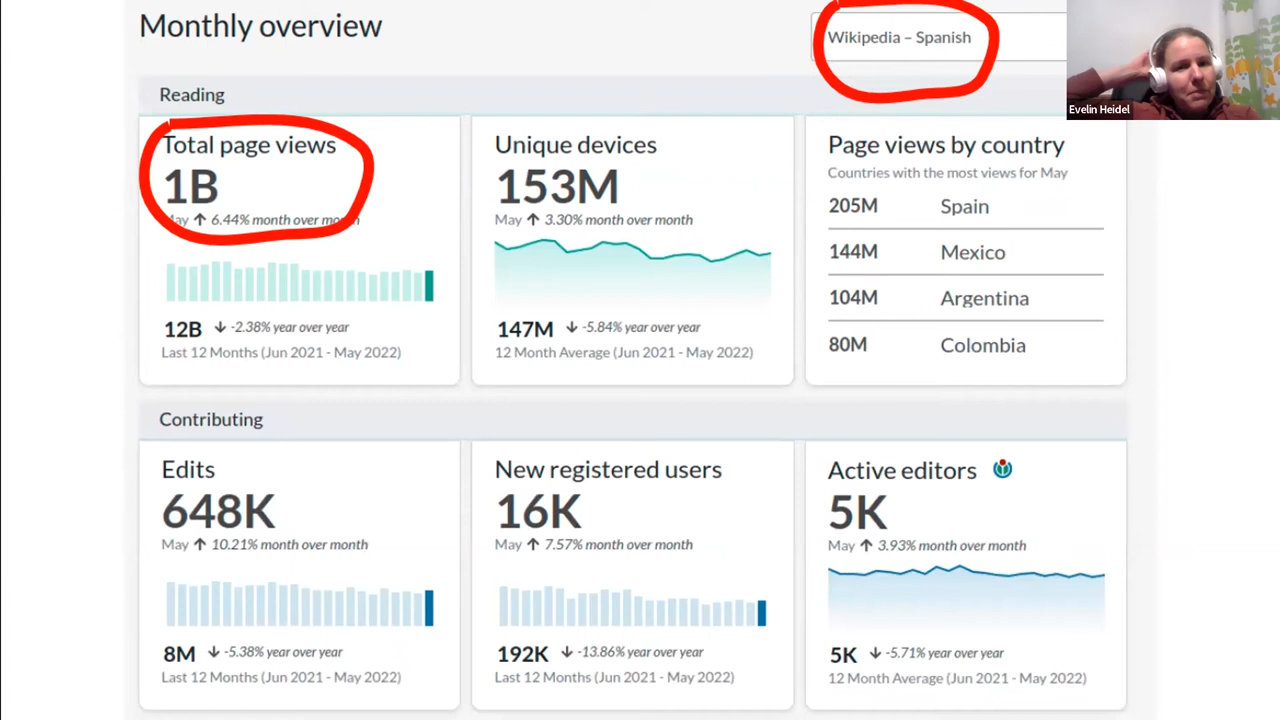 Monthly overview
Wikipedia – Spanish
Evelin Heidel
Reading
Total page views
1B
May ↑ 6.44% month over month
12B ↓ -2.38% year over year
Last 12 Months (Jun 2021 - May 2022)
Unique devices
153M
May ↑ 3.30% month over month
147M ↓ -5.84% year over year
12 Month Average (Jun 2021 - May 2022)
Page views by country
Countries with the most views for May
205M Spain
144M Mexico
104M Argentina
80M Colombia
Contributing
Edits
648K
May ↑ 10.21% month over month
8M ↓ -5.38% year over year
Last 12 Months (Jun 2021 - May 2022)
New registered users
16K
May ↑ 7.57% month over month
192K ↓ -13.86% year over year
Last 12 Months (Jun 2021 - May 2022)
Active editors
5K
May ↑ 3.93% month over month
5K ↓ -5.71% year over year
12 Month Average (Jun 2021 - May 2022)